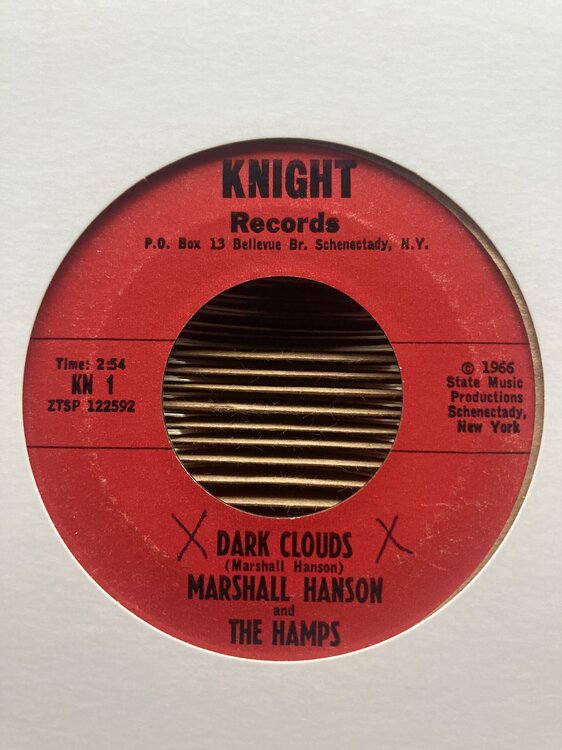 KNIGHT
Records
P.O. Box 13 Bellevue Br. Schenectady, N.Y.
Time: 2:54
KN 1
ZTSP 122592
© 1966
State Music
Productions
Schenectady,
New York
X DARK CLOUDS X
(Marshall Hanson)
MARSHALL HANSON
and
THE HAMPS